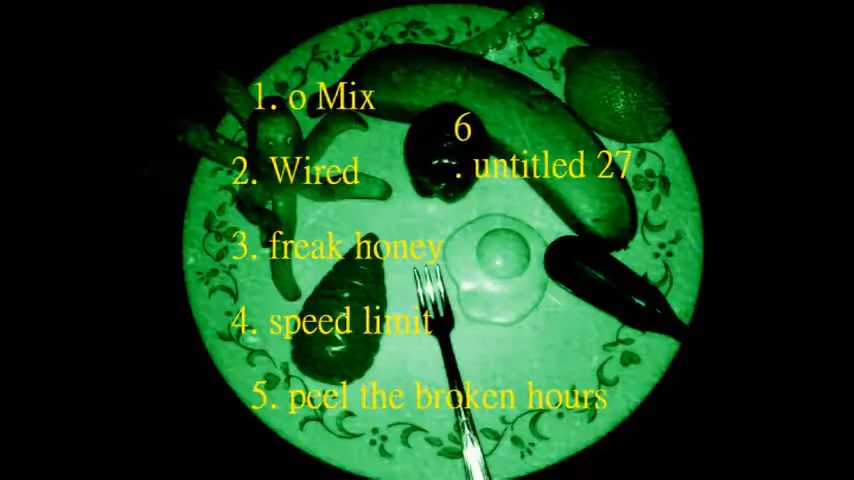 1. o Mix
2. Wired
3. freak honey
4. speed limit
5. peel the broken hours
6
. untitled 27